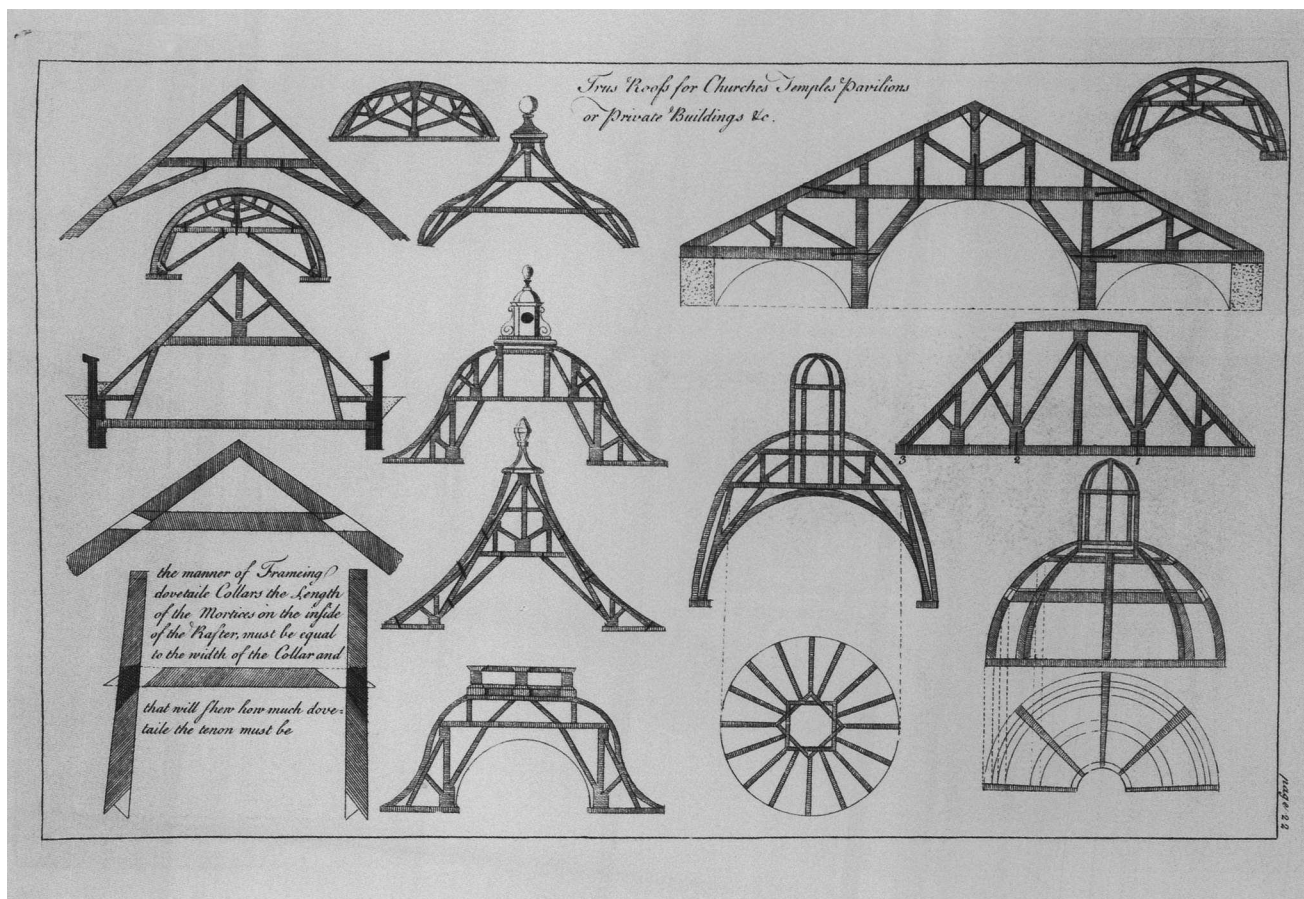 Trus Roofs for Churches Temples Pavilions
or Private Buildings &c.
3 2 1
the manner of Frameing
dovetaile Collars the Length
of the Mortices on the inſide
of the Rafter, must be equal
to the width of the Collar and
that will ſhew how much dove=
taile the tenon must be
page 22